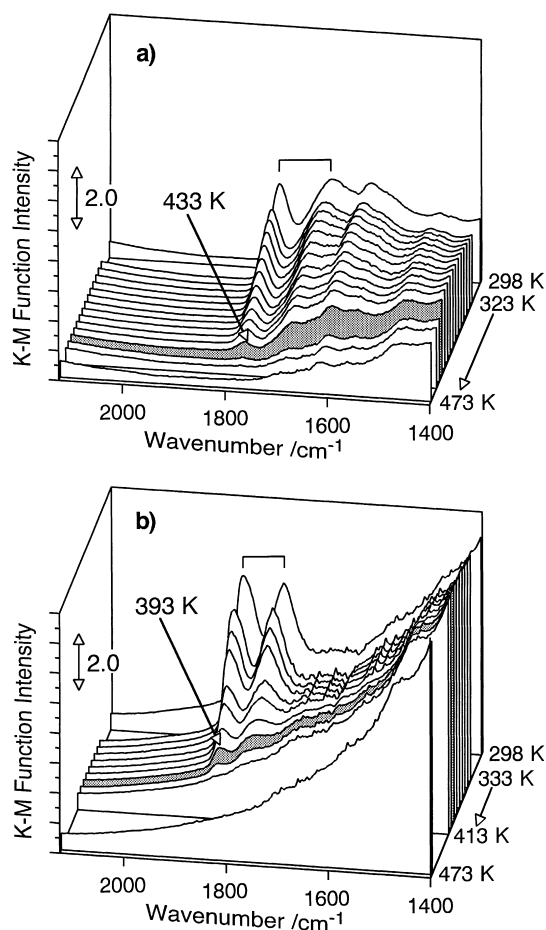 a)
K-M Function Intensity
2.0
433 K
298 K
323 K
473 K
2000
1800
1600
1400
Wavenumber /cm-1
b)
K-M Function Intensity
2.0
393 K
298 K
333 K
413 K
473 K
2000
1800
1600
1400
Wavenumber /cm-1